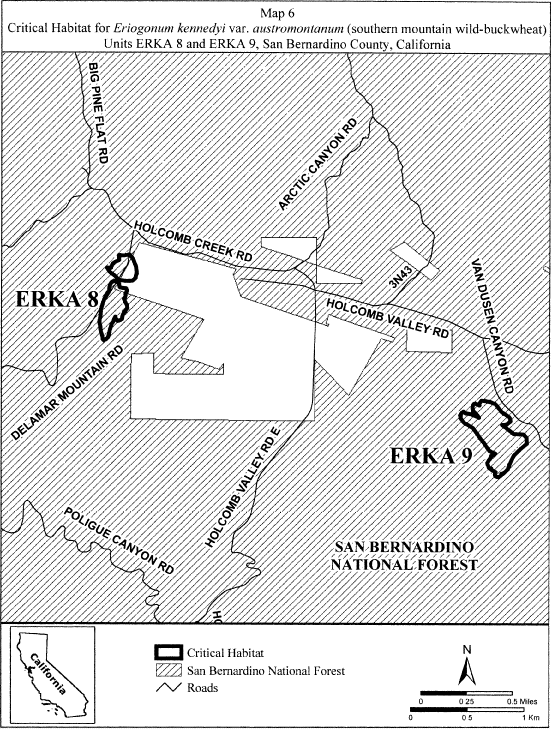 Map 6
Critical Habitat for Eriogonum kennedyi var. austromontanum (southern mountain wild-buckwheat)
Units ERKA 8 and ERKA 9, San Bernardino County, California
BIG PINE FLAT RD
ARCTIC CANYON RD
HOLCOMB CREEK RD
3N43
VAN DUSEN CANYON RD
ERKA 8
HOLCOMB VALLEY RD
DELAMAR MOUNTAIN RD
ERKA 9
HOLCOMB VALLEY RD E
POLIGUE CANYON RD
SAN BERNARDINO
NATIONAL FOREST
HO
California
Critical Habitat
San Bernardino National Forest
Roads
N
0 0.25 0.5 Miles
0 0.5 1 Km